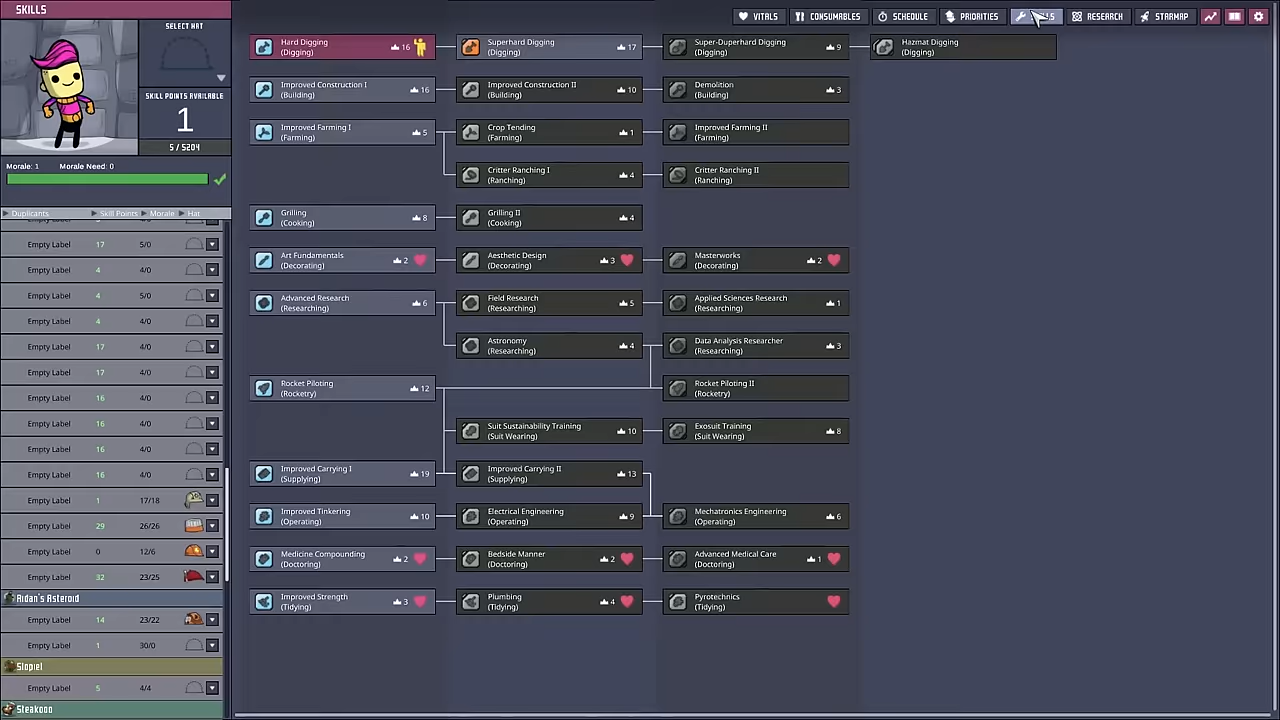 SKILLS
VITALS
CONSUMABLES
SCHEDULE
PRIORITIES
RESEARCH
STARMAP
SELECT HAT
SKILL POINTS AVAILABLE
1
5 / 5204
Morale: 1 Morale Need: 0
Duplicants Skill Points Morale Hat
Empty Label 17 5/0
Empty Label 4 4/0
Empty Label 4 5/0
Empty Label 4 4/0
Empty Label 17 4/0
Empty Label 17 4/0
Empty Label 16 4/0
Empty Label 16 4/0
Empty Label 16 4/0
Empty Label 16 4/0
Empty Label 1 17/18
Empty Label 29 26/26
Empty Label 0 12/6
Empty Label 32 23/25
Aidan's Asteroid
Empty Label 14 23/22
Empty Label 1 30/0
Slopiel
Empty Label 5 4/4
Steakooo
Hard Digging 16
(Digging)
Superhard Digging 17
(Digging)
Super-Duperhard Digging 9
(Digging)
Hazmat Digging
(Digging)
Improved Construction I 16
(Building)
Improved Construction II 10
(Building)
Demolition 3
(Building)
Improved Farming I 5
(Farming)
Crop Tending 1
(Farming)
Improved Farming II
(Farming)
Critter Ranching I 4
(Ranching)
Critter Ranching II
(Ranching)
Grilling 8
(Cooking)
Grilling II 4
(Cooking)
Art Fundamentals 2
(Decorating)
Aesthetic Design 3
(Decorating)
Masterworks 2
(Decorating)
Advanced Research 6
(Researching)
Field Research 5
(Researching)
Applied Sciences Research 1
(Researching)
Astronomy 4
(Researching)
Data Analysis Researcher 3
(Researching)
Rocket Piloting 12
(Rocketry)
Rocket Piloting II
(Rocketry)
Suit Sustainability Training 10
(Suit Wearing)
Exosuit Training 8
(Suit Wearing)
Improved Carrying I 19
(Supplying)
Improved Carrying II 13
(Supplying)
Improved Tinkering 10
(Operating)
Electrical Engineering 9
(Operating)
Mechatronics Engineering 6
(Operating)
Medicine Compounding 2
(Doctoring)
Bedside Manner 2
(Doctoring)
Advanced Medical Care 1
(Doctoring)
Improved Strength 3
(Tidying)
Plumbing 4
(Tidying)
Pyrotechnics
(Tidying)